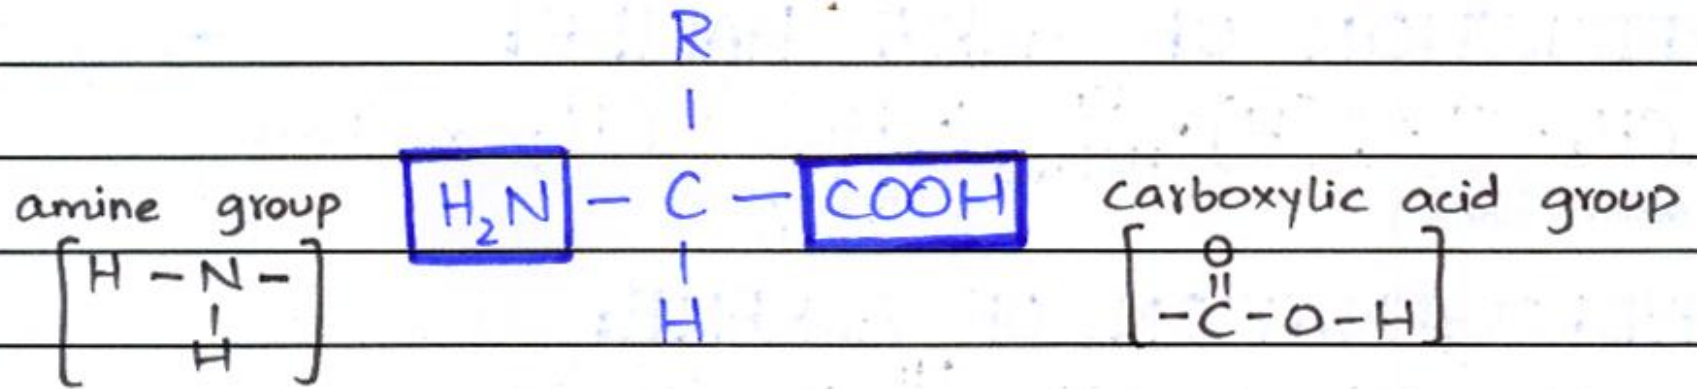 R
|
amine group H₂N – C – COOH carboxylic acid group
| O
[H – N –] H ||
| [–C–O–H]
H